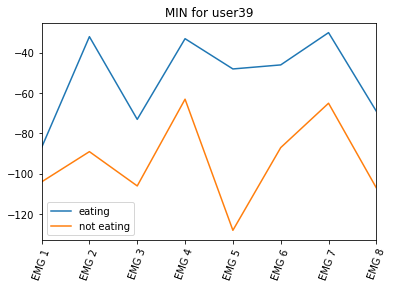 MIN for user39
−40
−60
−80
−100
−120
eating
not eating
EMG 1
EMG 2
EMG 3
EMG 4
EMG 5
EMG 6
EMG 7
EMG 8